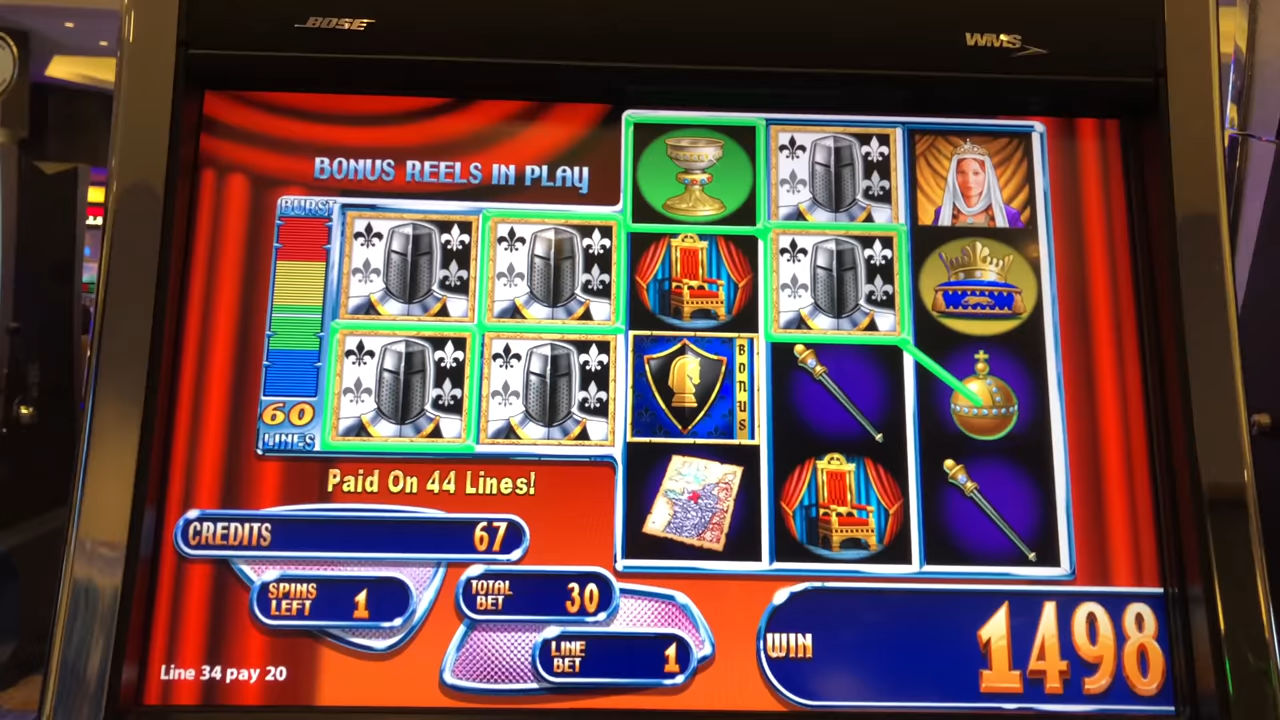 BOSE
WMS
BONUS REELS IN PLAY
BURST
60
LINES
BONUS
Paid On 44 Lines!
CREDITS 67
SPINS LEFT 1
TOTAL BET 30
LINE BET 1
WIN 1498
Line 34 pay 20